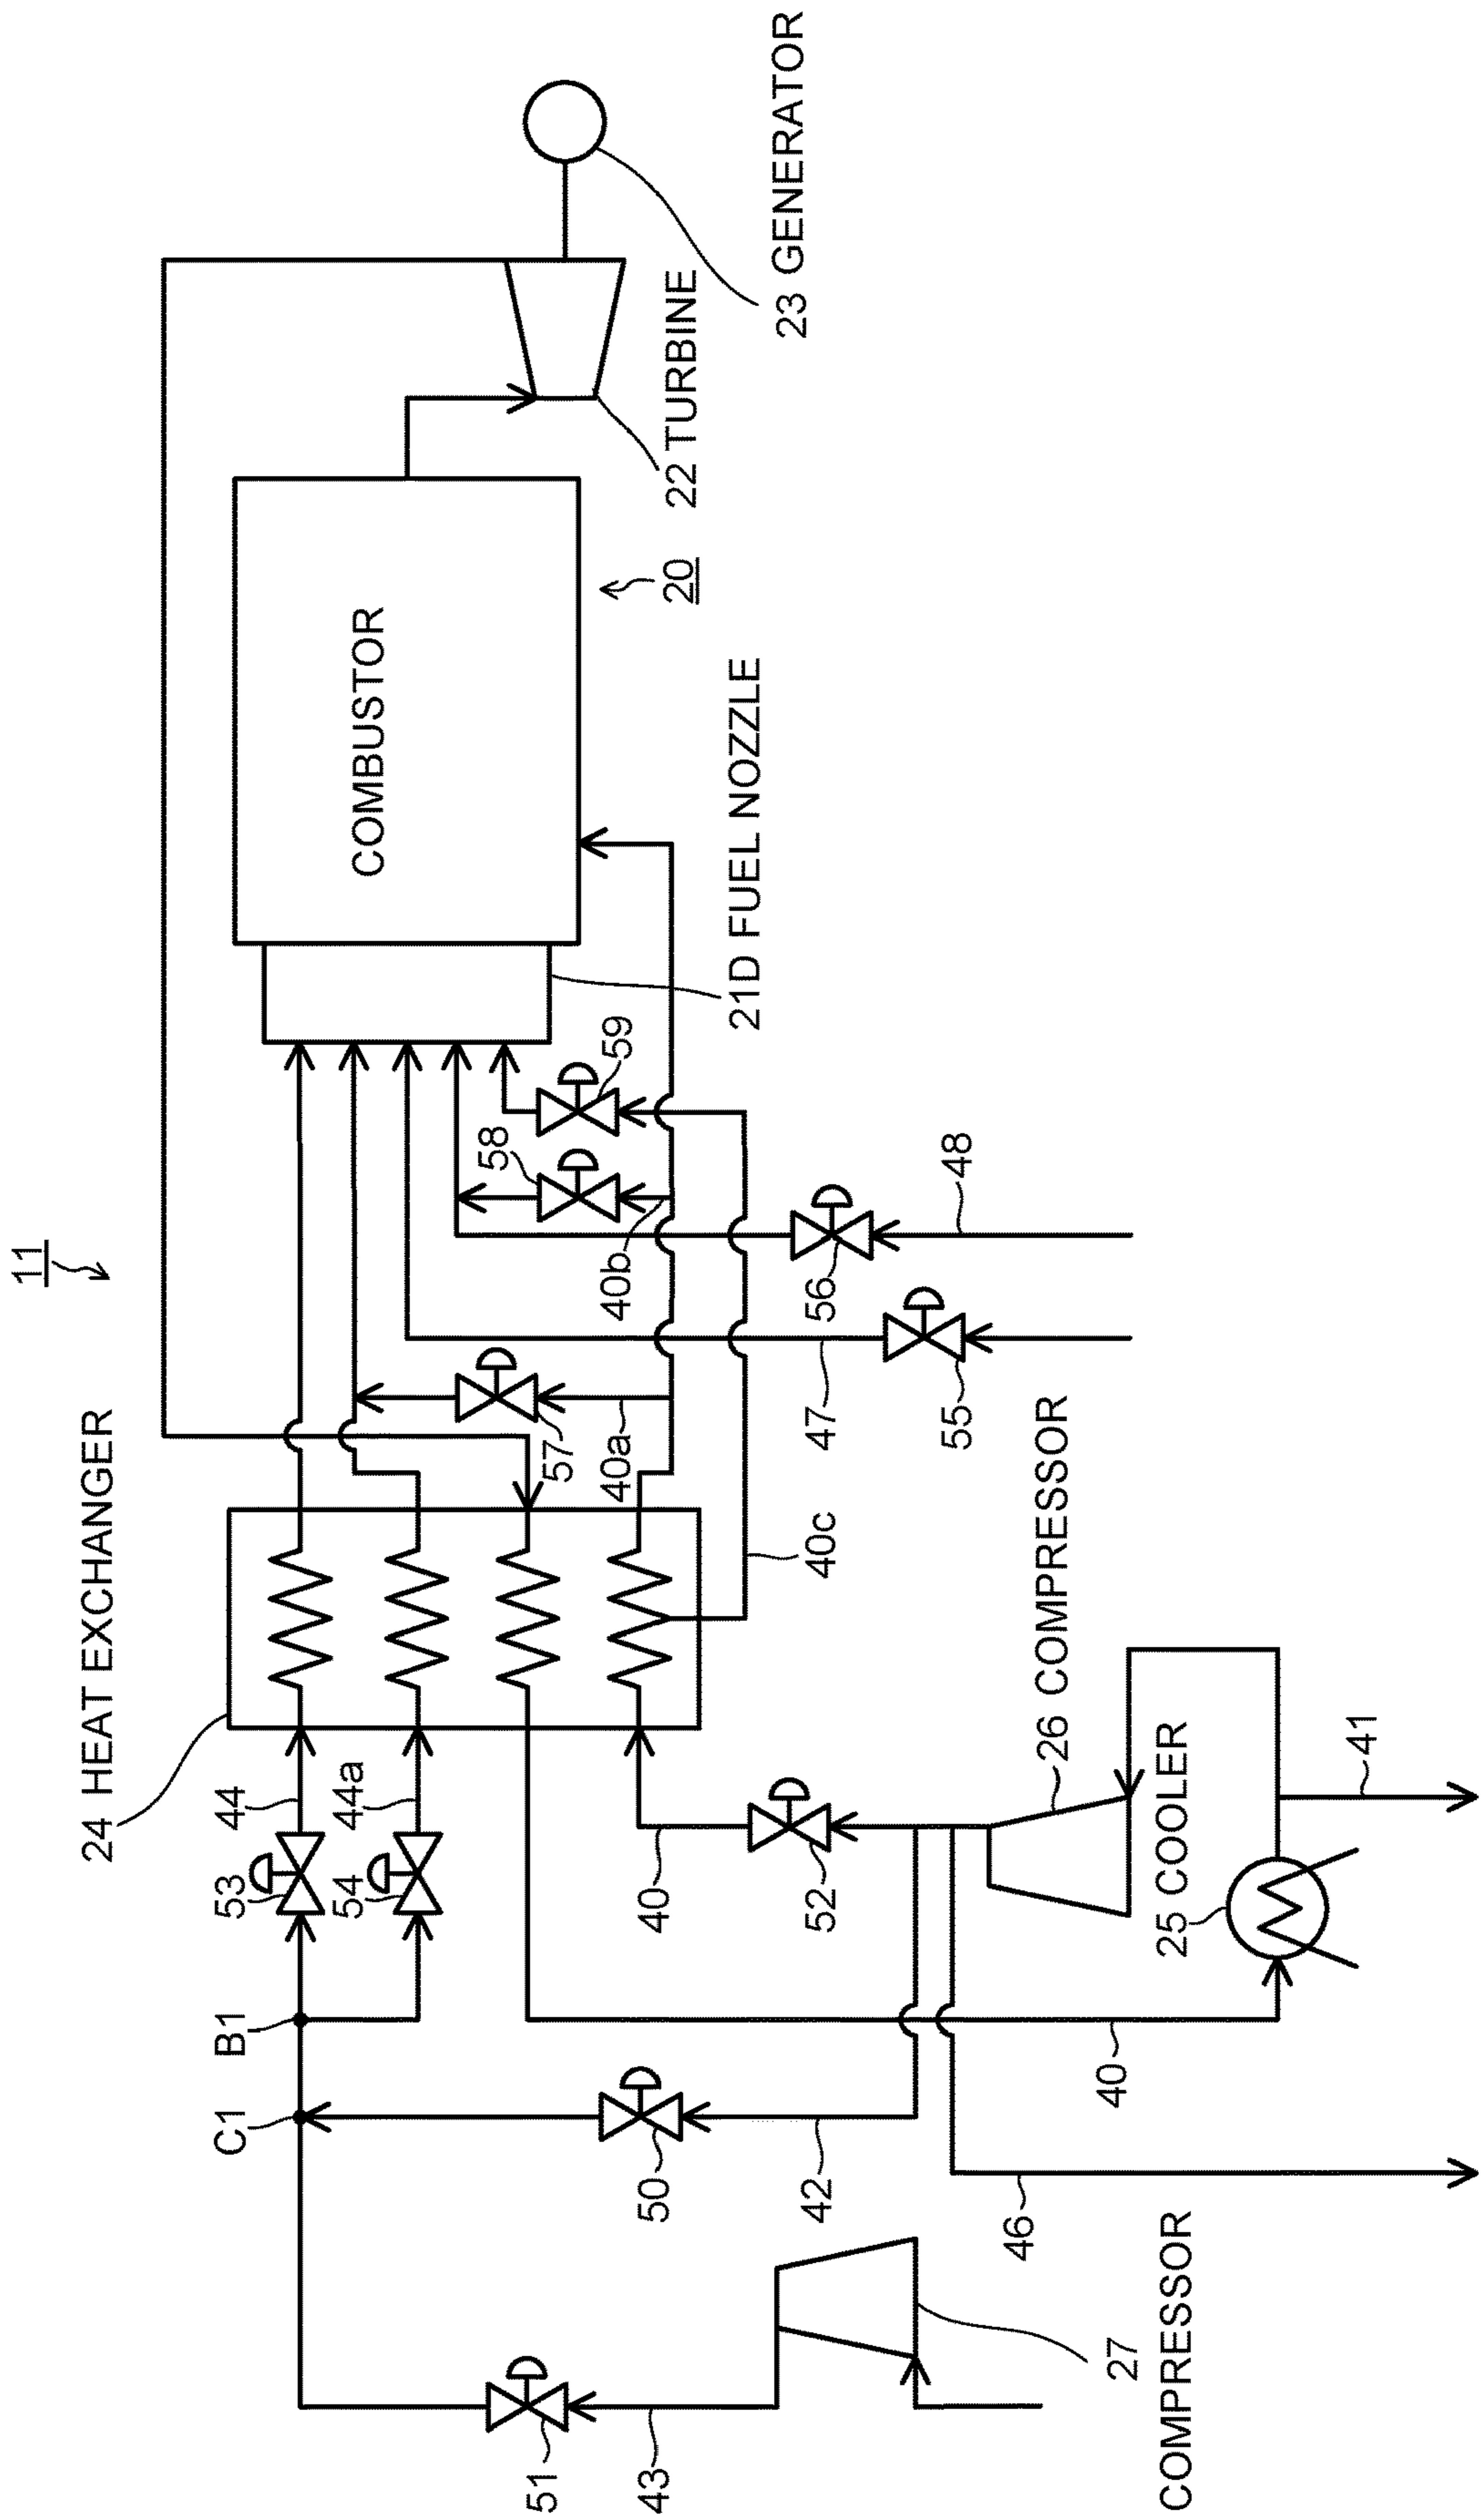 11
24 HEAT EXCHANGER
COMBUSTOR
20
22 TURBINE
23 GENERATOR
21D FUEL NOZZLE
C1
B1
53
44
54
44a
57
40a
40b
58
59
51
43
50
42
40
52
40c
47
55
56
48
46
40
25 COOLER
26 COMPRESSOR
41
27
COMPRESSOR